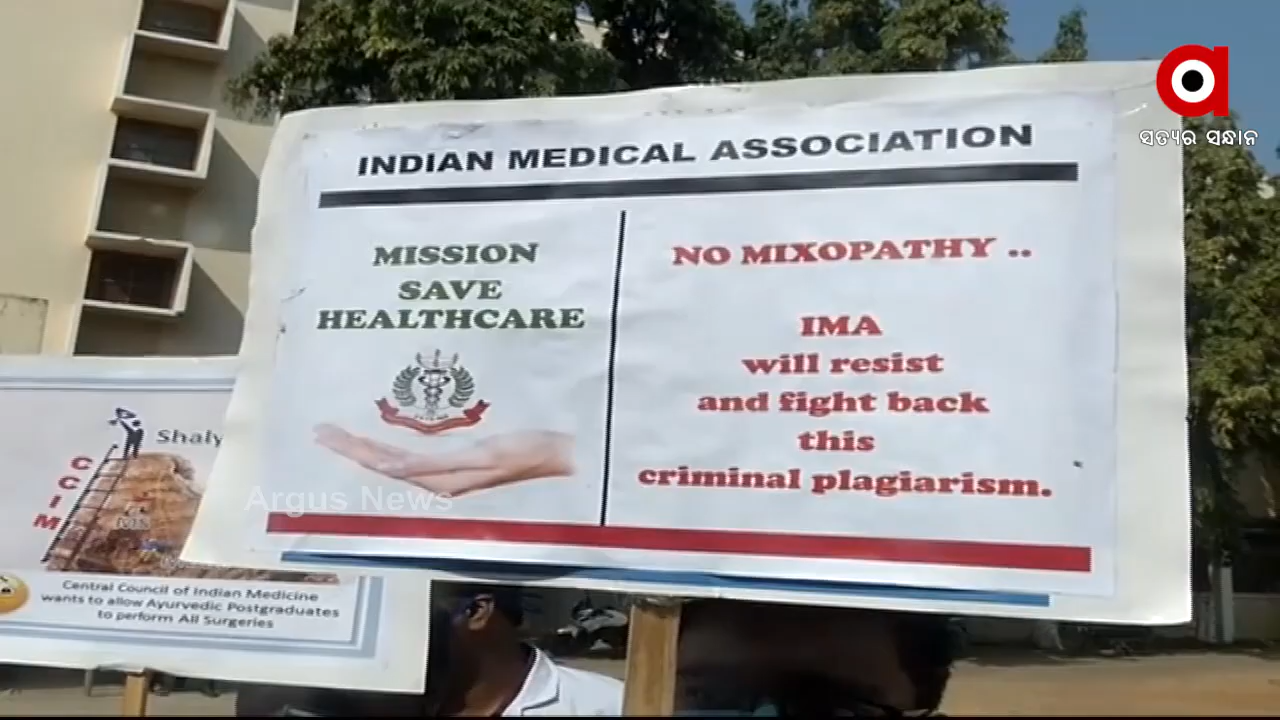 ସତ୍ୟର ସନ୍ଧାନ
INDIAN MEDICAL ASSOCIATION
MISSION
SAVE
HEALTHCARE
NO MIXOPATHY ..
IMA
will resist
and fight back
this
criminal plagiarism.
Argus News
Shaly
CCIM
MS
Central Council of Indian Medicine
wants to allow Ayurvedic Postgraduates
to perform All Surgeries